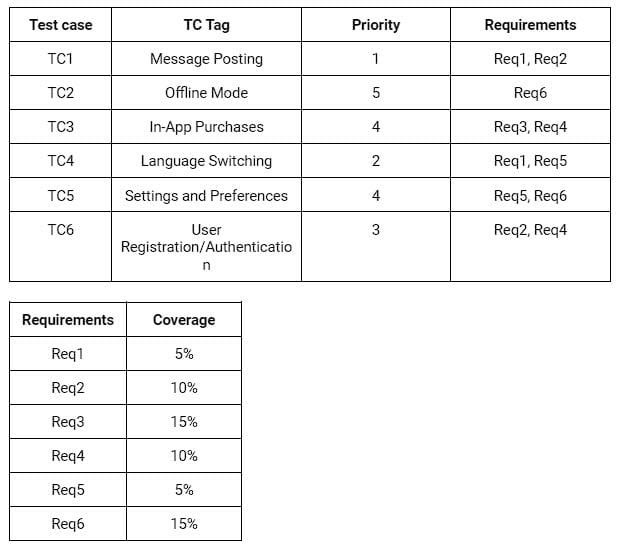 Test case TC Tag Priority Requirements
TC1 Message Posting 1 Req1, Req2
TC2 Offline Mode 5 Req6
TC3 In-App Purchases 4 Req3, Req4
TC4 Language Switching 2 Req1, Req5
TC5 Settings and Preferences 4 Req5, Req6
TC6 User 3 Req2, Req4
Registration/Authenticatio
n
Requirements Coverage
Req1 5%
Req2 10%
Req3 15%
Req4 10%
Req5 5%
Req6 15%